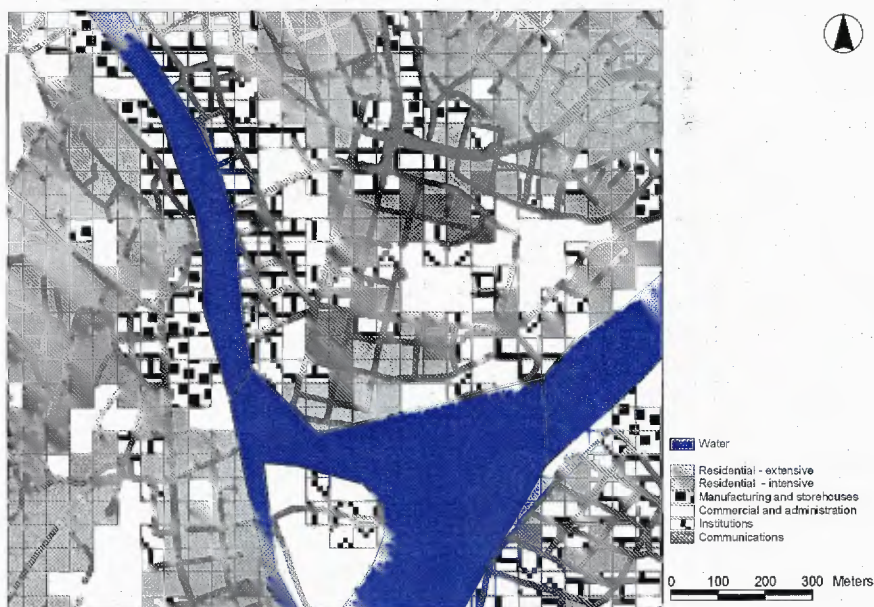 Water
Residential - extensive
Residential - intensive
Manufacturing and storehouses
Commercial and administration
Institutions
Communications
0 100 200 300 Meters